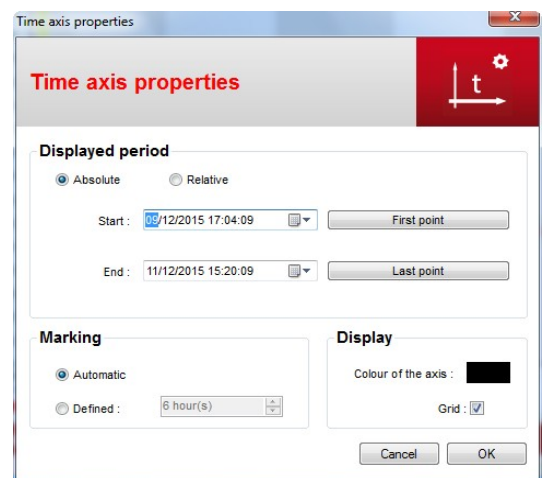 Time axis properties
Time axis properties
t
Displayed period
Absolute Relative
Start : 09/12/2015 17:04:09 First point
End : 11/12/2015 15:20:09 Last point
Marking
Automatic
Defined : 6 hour(s)
Display
Colour of the axis :
Grid :
Cancel OK